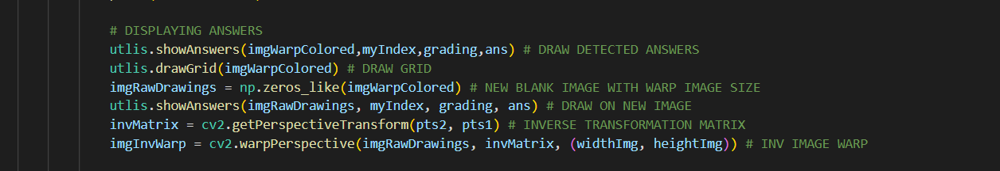 # DISPLAYING ANSWERS
utlis.showAnswers(imgWarpColored,myIndex,grading,ans) # DRAW DETECTED ANSWERS
utlis.drawGrid(imgWarpColored) # DRAW GRID
imgRawDrawings = np.zeros_like(imgWarpColored) # NEW BLANK IMAGE WITH WARP IMAGE SIZE
utlis.showAnswers(imgRawDrawings, myIndex, grading, ans) # DRAW ON NEW IMAGE
invMatrix = cv2.getPerspectiveTransform(pts2, pts1) # INVERSE TRANSFORMATION MATRIX
imgInvWarp = cv2.warpPerspective(imgRawDrawings, invMatrix, (widthImg, heightImg)) # INV IMAGE WARP